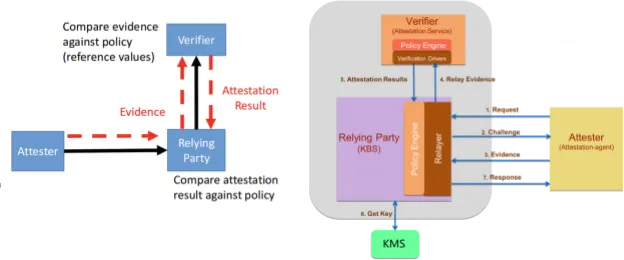 Compare evidence
against policy
(reference values)
Verifier
Attestation
Result
Evidence
Attester
Relying
Party
Compare attestation
result against policy
Verifier
(Attestation Service)
Policy Engine
Verification Drivers
5. Attestation Results
4. Relay Evidence
1. Request
2. Challenge
3. Evidence
7. Response
Relying Party
(KBS)
Policy Engine
Relayer
Attester
(Attestation-agent)
6. Get Key
KMS